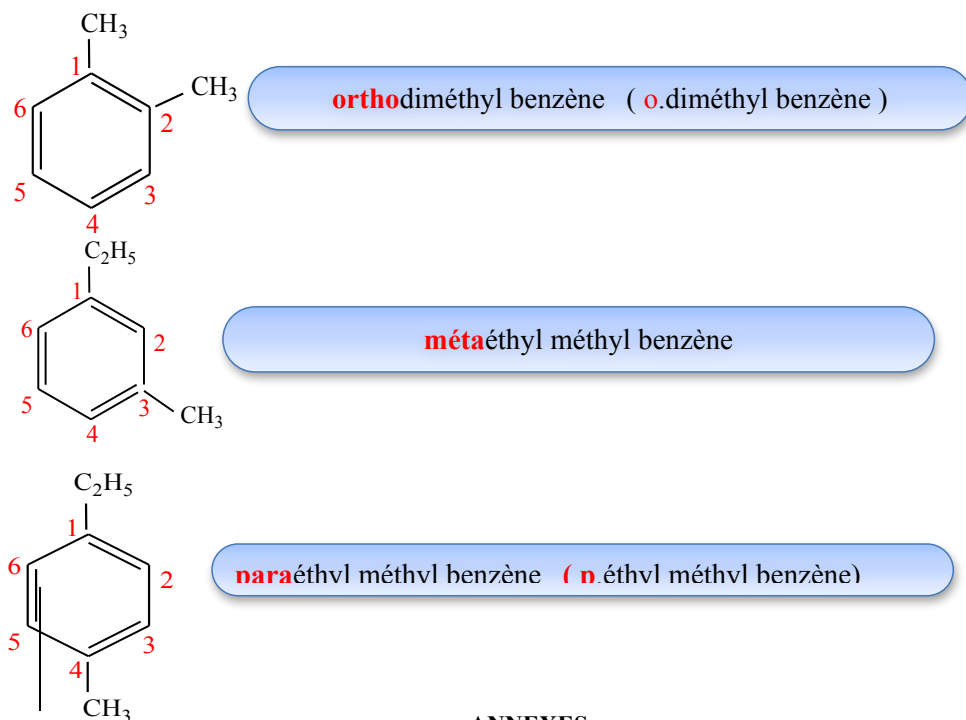 CH₃
1
CH₃
6
2
orthodiméthyl benzène ( o.diméthyl benzène )
5
3
4
C₂H₅
1
6
2
métaéthyl méthyl benzène
5
3
CH₃
4
C₂H₅
1
6
2
paraéthyl méthyl benzène ( p.éthyl méthyl benzène)
5
3
4
CH₃
ANNEXES